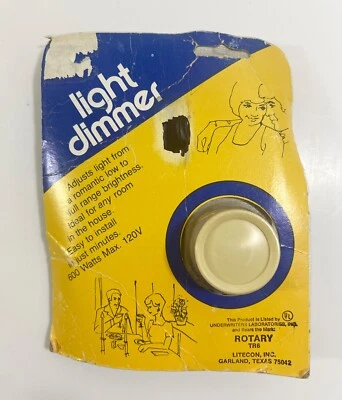 light
dimmer
Adjusts light from
a romantic low to
full range brightness.
Ideal for any room
in the house.
Easy to install
just minutes.
600 Watts Max. 120V
This Product is Listed by
UNDERWRITERS LABORATORIES, INC.
and Bears the Mark:
UL
ROTARY
TR6
LITECON, INC.
GARLAND, TEXAS 75042